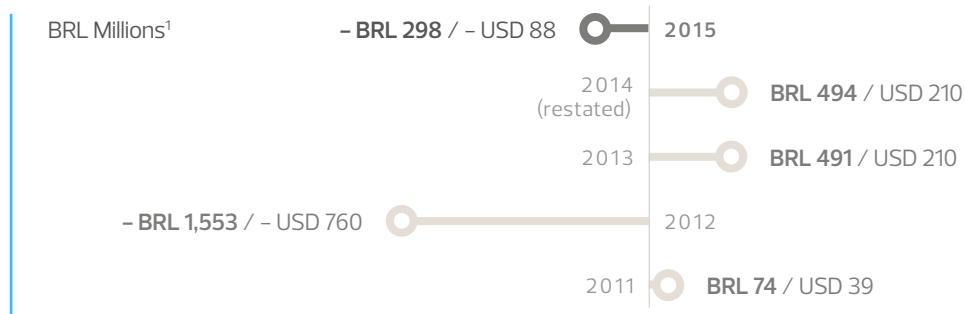 BRL Millions¹ – BRL 298 / – USD 88 2015
2014 BRL 494 / USD 210
(restated)
2013 BRL 491 / USD 210
– BRL 1,553 / – USD 760 2012
2011 BRL 74 / USD 39